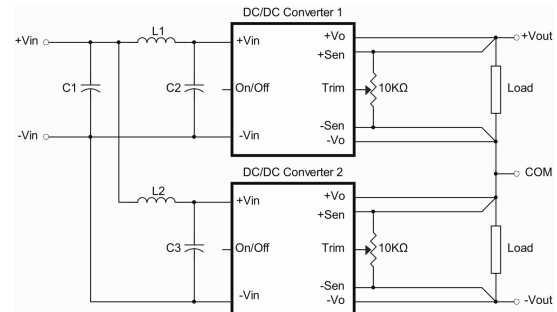 DC/DC Converter 1
+Vin
L1
+Vin
+Vo
+Vout
+Sen
C1
C2
On/Off
Trim
10KΩ
Load
-Vin
-Vin
-Sen
-Vo
COM
DC/DC Converter 2
L2
+Vin
+Vo
+Sen
C3
On/Off
Trim
10KΩ
Load
-Vin
-Sen
-Vo
-Vout